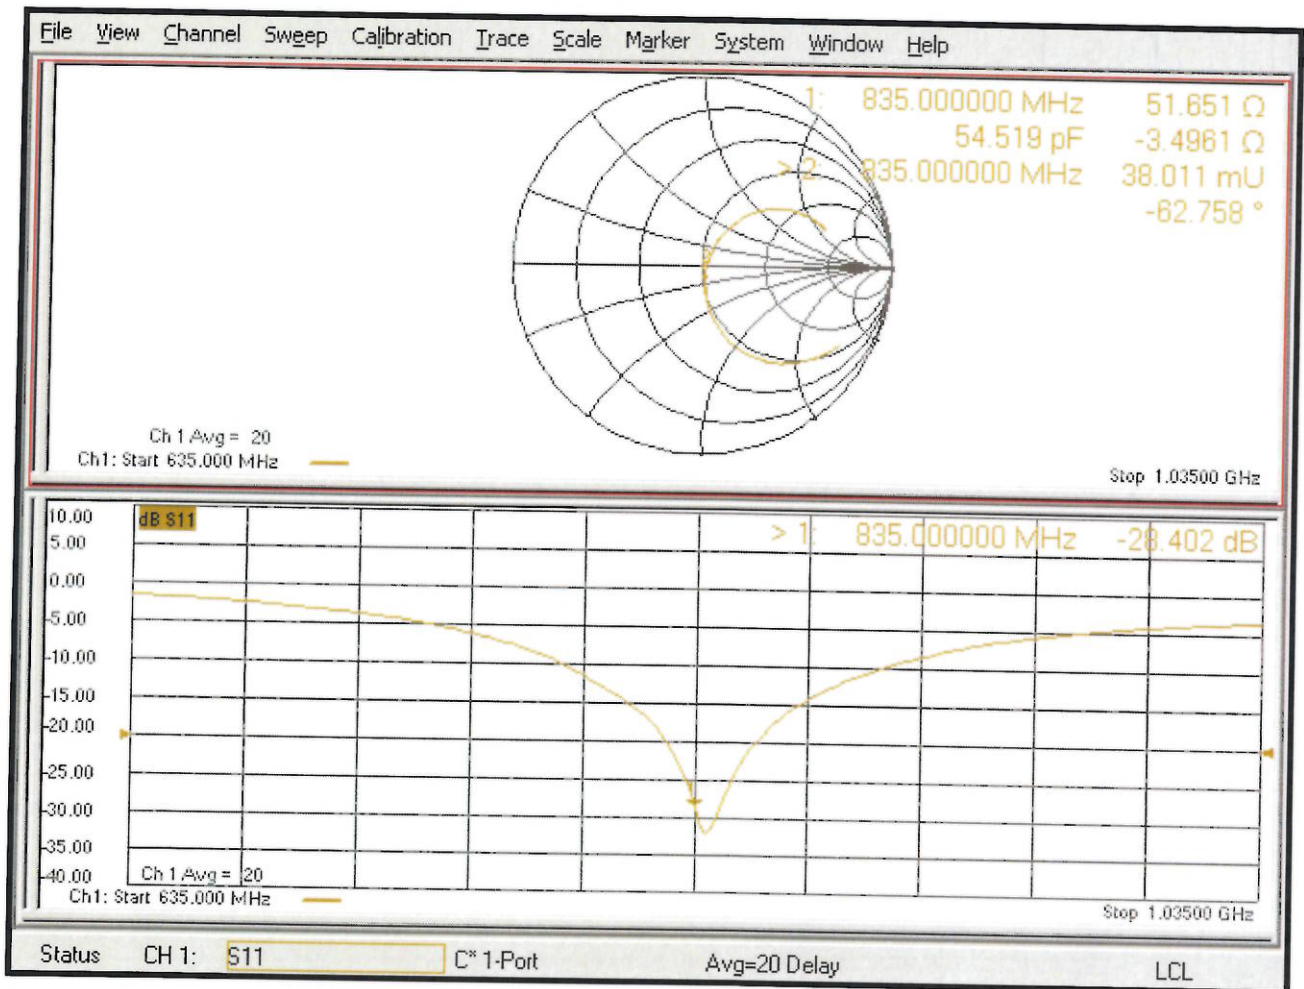 File View Channel Sweep Calibration Trace Scale Marker System Window Help
1: 835.000000 MHz 51.651 Ω
54.519 pF -3.4961 Ω
> 2: 835.000000 MHz 38.011 mU
-62.758 °
Ch 1 Avg = 20
Ch1: Start 635.000 MHz
Stop 1.03500 GHz
10.00
dB S11
> 1: 835.000000 MHz -28.402 dB
5.00
0.00
-5.00
-10.00
-15.00
-20.00
-25.00
-30.00
-35.00
-40.00
Ch 1 Avg = 20
Ch1: Start 635.000 MHz
Stop 1.03500 GHz
Status CH 1: S11 C* 1-Port Avg=20 Delay LCL